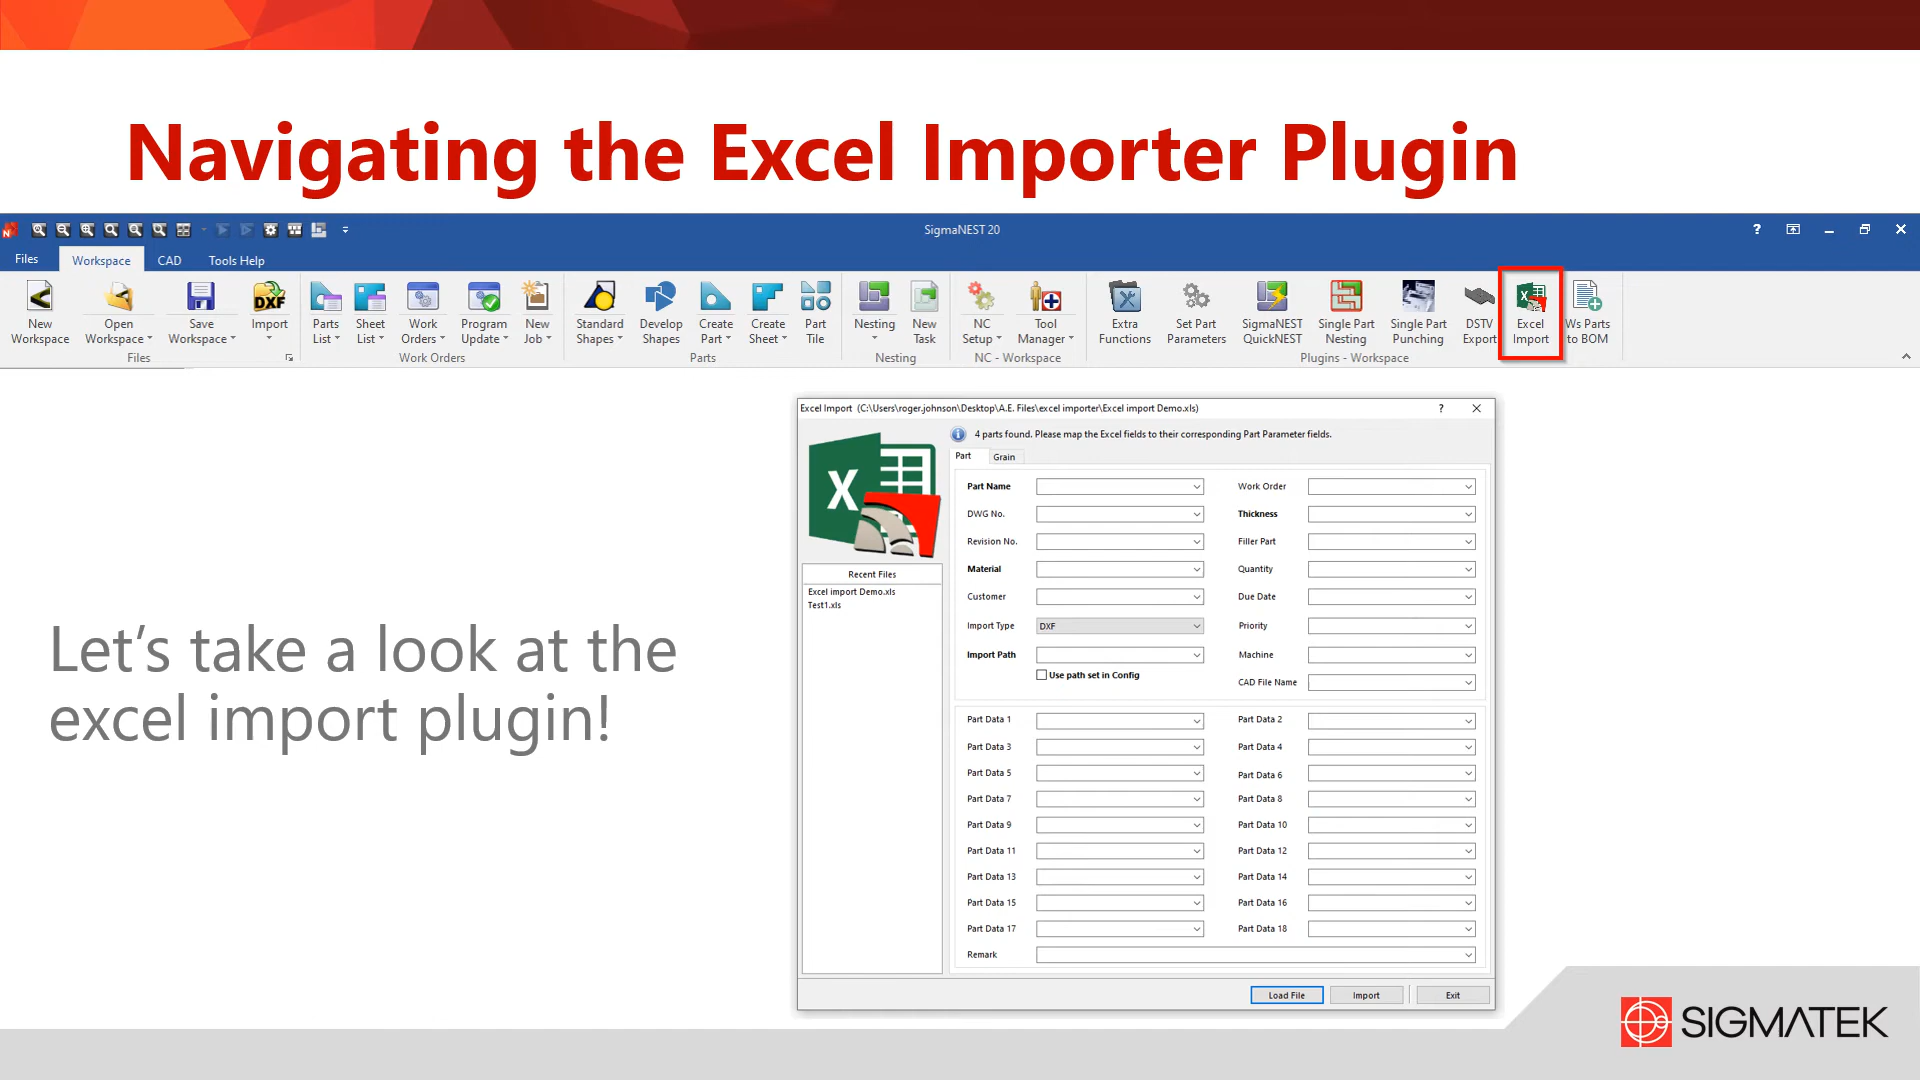 Navigating the Excel Importer Plugin
SigmaNEST 20
Files Workspace CAD Tools Help
New Workspace
Open Workspace
Save Workspace
Import
Files
Parts List
Sheet List
Work Orders
Program Update
New Job
Work Orders
Standard Shapes
Develop Shapes
Create Part
Create Sheet
Part Tile
Parts
Nesting
New Task
Nesting
NC Setup
Tool Manager
NC - Workspace
Extra Functions
Set Part Parameters
SigmaNEST QuickNEST
Single Part Nesting
Single Part Punching
DSTV Export
Excel Import
Ws Parts to BOM
Plugins - Workspace
DXF
Excel Import (C:\Users\roger.johnson\Desktop\A.E. Files\excel importer\Excel import Demo.xls)
4 parts found. Please map the Excel fields to their corresponding Part Parameter fields.
Part Grain
Recent Files
Excel import Demo.xls
Test1.xls
Part Name Work Order
DWG No. Thickness
Revision No. Filler Part
Material Quantity
Customer Due Date
Import Type DXF Priority
Import Path Machine
Use path set in Config
CAD File Name
Part Data 1 Part Data 2
Part Data 3 Part Data 4
Part Data 5 Part Data 6
Part Data 7 Part Data 8
Part Data 9 Part Data 10
Part Data 11 Part Data 12
Part Data 13 Part Data 14
Part Data 15 Part Data 16
Part Data 17 Part Data 18
Remark
Load File Import Exit
Let’s take a look at the
excel import plugin!
SIGMATEK